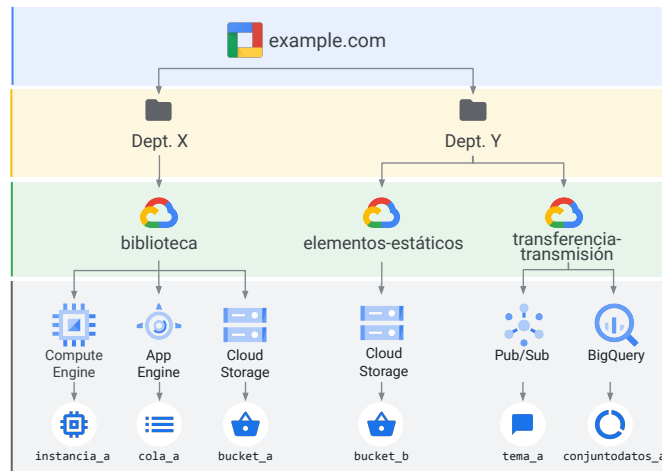 example.com
Dept. X
Dept. Y
biblioteca
elementos-estáticos
transferencia-
transmisión
Compute
Engine
App
Engine
Cloud
Storage
Cloud
Storage
Pub/Sub
BigQuery
instancia_a
cola_a
bucket_a
bucket_b
tema_a
conjuntodatos_a